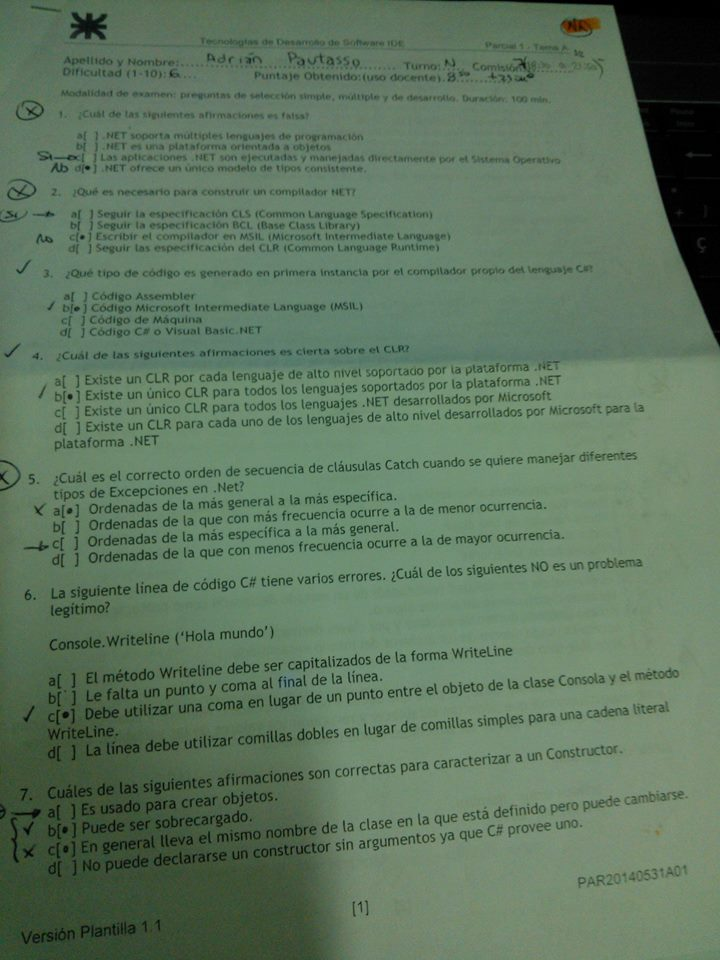 Tecnologías de Desarrollo de Software IDE
Parcial 1 - Tema A
Apellido y Nombre: Adrián Pautasso Turno: N Comisión:
Dificultad (1-10): 6 Puntaje Obtenido:(uso docente)
Modalidad de examen: preguntas de selección simple, múltiple y de desarrollo. Duración: 100 min.
1. ¿Cuál de las siguientes afirmaciones es falsa?
a[ ] .NET soporta múltiples lenguajes de programación
b[ ] .NET es una plataforma orientada a objetos
SI c[ ] Las aplicaciones .NET son ejecutadas y manejadas directamente por el Sistema Operativo
No d[•] .NET ofrece un único modelo de tipos consistente.
2. ¿Qué es necesario para construir un compilador NET?
SI a[ ] Seguir la especificación CLS (Common Language Specification)
b[ ] Seguir la especificación BCL (Base Class Library)
No c[•] Escribir el compilador en MSIL (Microsoft Intermediate Language)
d[ ] Seguir las especificación del CLR (Common Language Runtime)
3. ¿Qué tipo de código es generado en primera instancia por el compilador propio del lenguaje C#?
a[ ] Código Assembler
b[•] Código Microsoft Intermediate Language (MSIL)
c[ ] Código de Máquina
d[ ] Código C# o Visual Basic.NET
4. ¿Cuál de las siguientes afirmaciones es cierta sobre el CLR?
a[ ] Existe un CLR por cada lenguaje de alto nivel soportado por la plataforma .NET
b[•] Existe un único CLR para todos los lenguajes soportados por la plataforma .NET
c[ ] Existe un único CLR para todos los lenguajes .NET desarrollados por Microsoft
d[ ] Existe un CLR para cada uno de los lenguajes de alto nivel desarrollados por Microsoft para la
plataforma .NET
5. ¿Cuál es el correcto orden de secuencia de cláusulas Catch cuando se quiere manejar diferentes
tipos de Excepciones en .Net?
a[•] Ordenadas de la más general a la más específica.
b[ ] Ordenadas de la que con más frecuencia ocurre a la de menor ocurrencia.
c[ ] Ordenadas de la más específica a la más general.
d[ ] Ordenadas de la que con menos frecuencia ocurre a la de mayor ocurrencia.
6. La siguiente línea de código C# tiene varios errores. ¿Cuál de los siguientes NO es un problema
legítimo?
Console.Writeline (‘Hola mundo’)
a[ ] El método Writeline debe ser capitalizados de la forma WriteLine
b[ ] Le falta un punto y coma al final de la línea.
c[•] Debe utilizar una coma en lugar de un punto entre el objeto de la clase Consola y el método
WriteLine.
d[ ] La línea debe utilizar comillas dobles en lugar de comillas simples para una cadena literal
7. Cuáles de las siguientes afirmaciones son correctas para caracterizar a un Constructor.
a[ ] Es usado para crear objetos.
b[•] Puede ser sobrecargado.
c[•] En general lleva el mismo nombre de la clase en la que está definido pero puede cambiarse.
d[ ] No puede declararse un constructor sin argumentos ya que C# provee uno.
PAR20140531A01
[1]
Versión Plantilla 1.1